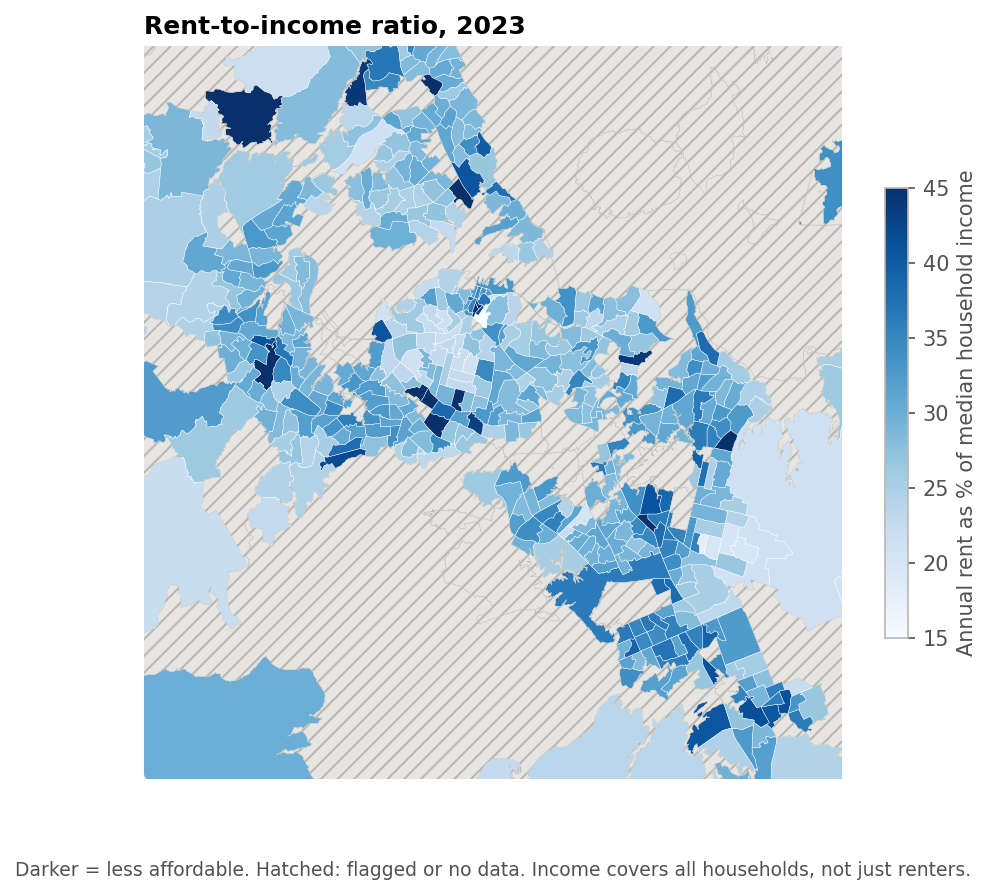 Rent-to-income ratio, 2023
45
40
35
30
25
20
15
Annual rent as % of median household income
Darker = less affordable. Hatched: flagged or no data. Income covers all households, not just renters.